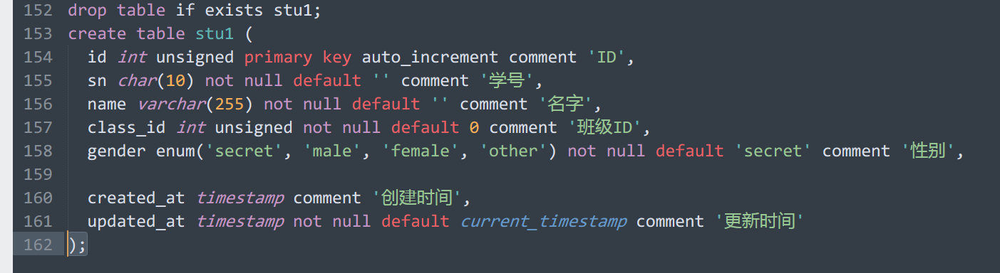 152 drop table if exists stu1;
153 create table stu1 (
154 id int unsigned primary key auto_increment comment 'ID',
155 sn char(10) not null default '' comment '学号',
156 name varchar(255) not null default '' comment '名字',
157 class_id int unsigned not null default 0 comment '班级ID',
158 gender enum('secret', 'male', 'female', 'other') not null default 'secret' comment '性别',
159
160 created_at timestamp comment '创建时间',
161 updated_at timestamp not null default current_timestamp comment '更新时间'
162 );